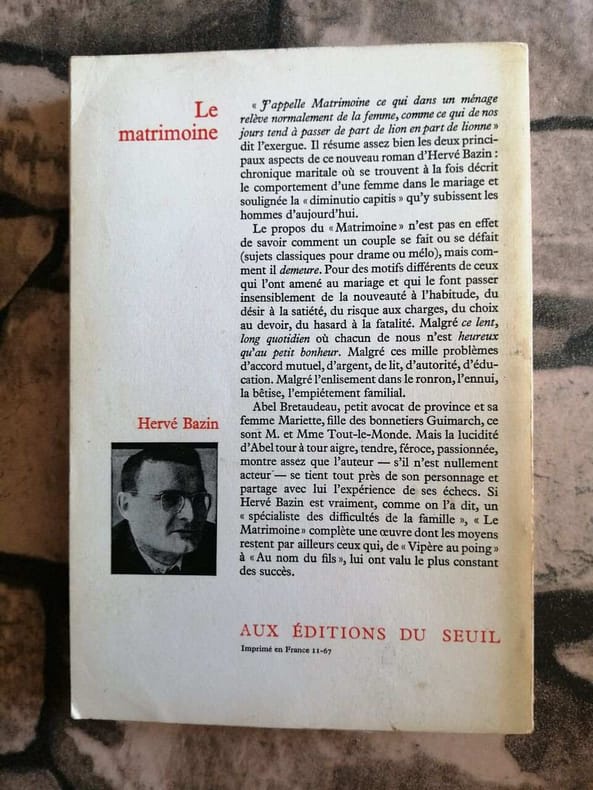 Le
matrimoine
« J'appelle Matrimoine ce qui dans un ménage
relève normalement de la femme, comme ce qui de nos
jours tend à passer de part de lion en part de lionne »
dit l'exergue. Il résume assez bien les deux princi-
paux aspects de ce nouveau roman d'Hervé Bazin :
chronique maritale où se trouvent à la fois décrit
le comportement d'une femme dans le mariage et
soulignée la « diminutio capitis » qu'y subissent les
hommes d'aujourd'hui.
Le propos du « Matrimoine » n'est pas en effet
de savoir comment un couple se fait ou se défait
(sujets classiques pour drame ou mélo), mais com-
ment il demeure. Pour des motifs différents de ceux
qui l'ont amené au mariage et qui le font passer
insensiblement de la nouveauté à l'habitude, du
désir à la satiété, du risque aux charges, du choix
au devoir, du hasard à la fatalité. Malgré ce lent,
long quotidien où chacun de nous n'est heureux
qu'au petit bonheur. Malgré ces mille problèmes
d'accord mutuel, d'argent, de lit, d'autorité, d'édu-
cation. Malgré l'enlisement dans le ronron, l'ennui,
la bêtise, l'empiétement familial.
Abel Bretaudeau, petit avocat de province et sa
femme Mariette, fille des bonnetiers Guimarch, ce
sont M. et Mme Tout-le-Monde. Mais la lucidité
d'Abel tour à tour aigre, tendre, féroce, passionnée,
montre assez que l'auteur — s'il n'est nullement
acteur — se tient tout près de son personnage et
partage avec lui l'expérience de ses échecs. Si
Hervé Bazin est vraiment, comme on l'a dit, un
« spécialiste des difficultés de la famille », « Le
Matrimoine » complète une œuvre dont les moyens
restent par ailleurs ceux qui, de « Vipère au poing »
à « Au nom du fils », lui ont valu le plus constant
des succès.
Hervé Bazin
AUX ÉDITIONS DU SEUIL
Imprimé en France 11-67